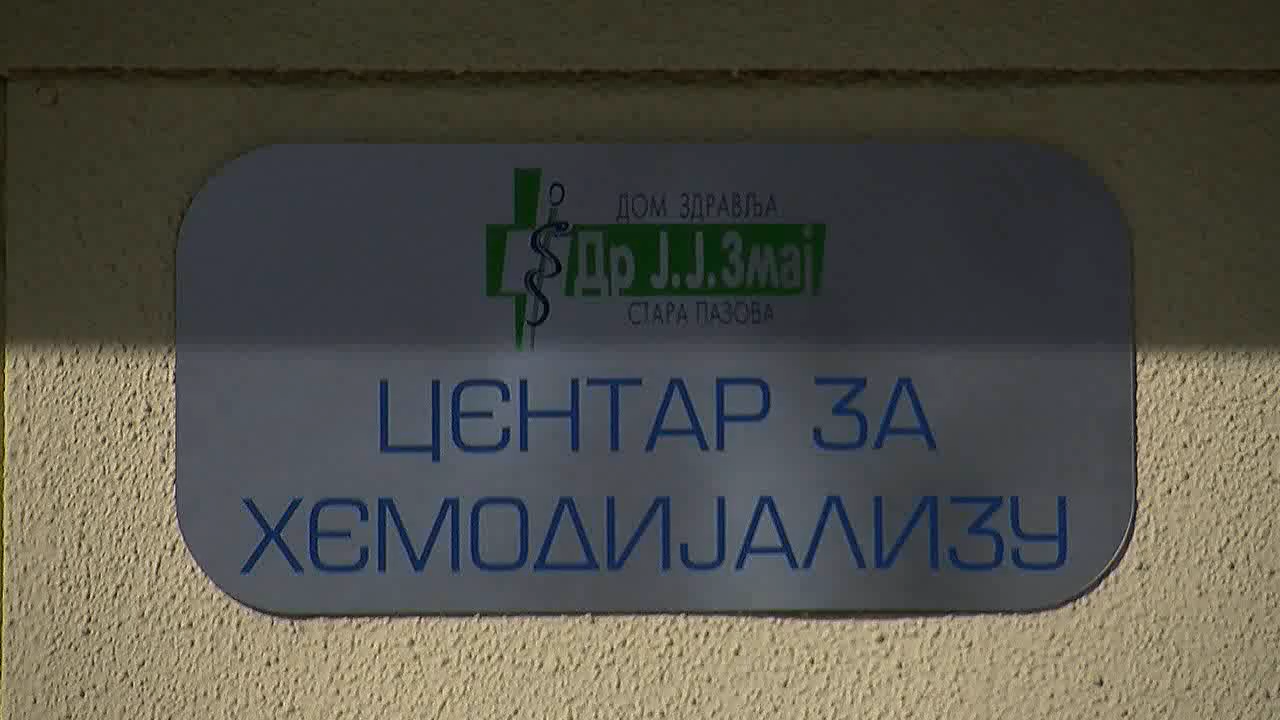 ДОМ ЗДРАВЉА
Др Ј.Ј.Змај
СТАРА ПАЗОВА
ЦЕНТАР ЗА
ХЕМОДИЈАЛИЗУ